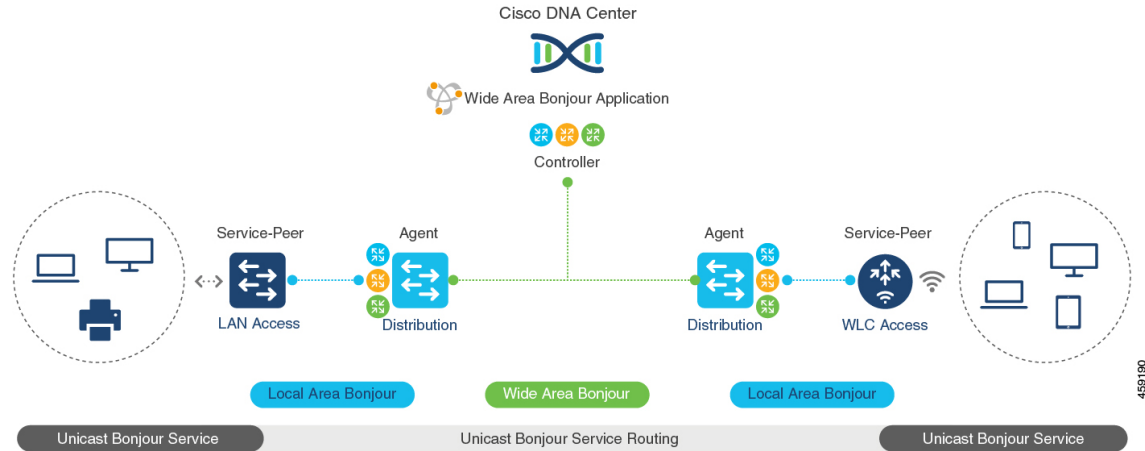 Cisco DNA Center
Wide Area Bonjour Application
Controller
Service-Peer
Agent
Agent
Service-Peer
LAN Access
Distribution
Distribution
WLC Access
Local Area Bonjour
Wide Area Bonjour
Local Area Bonjour
459190
Unicast Bonjour Service
Unicast Bonjour Service Routing
Unicast Bonjour Service